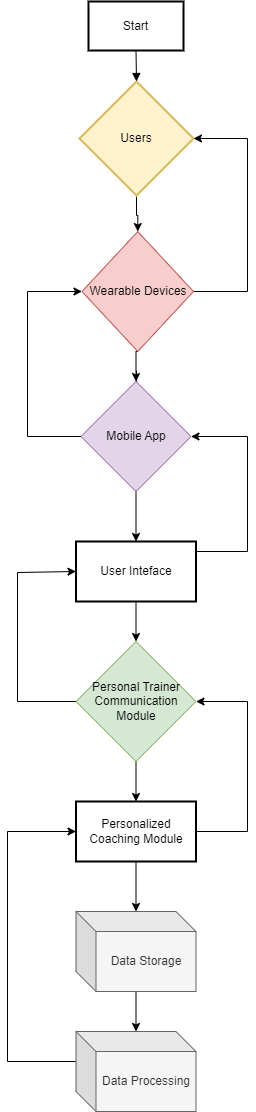 Start
Users
Wearable Devices
Mobile App
User Inteface
Personal Trainer
Communication
Module
Personalized
Coaching Module
Data Storage
Data Processing